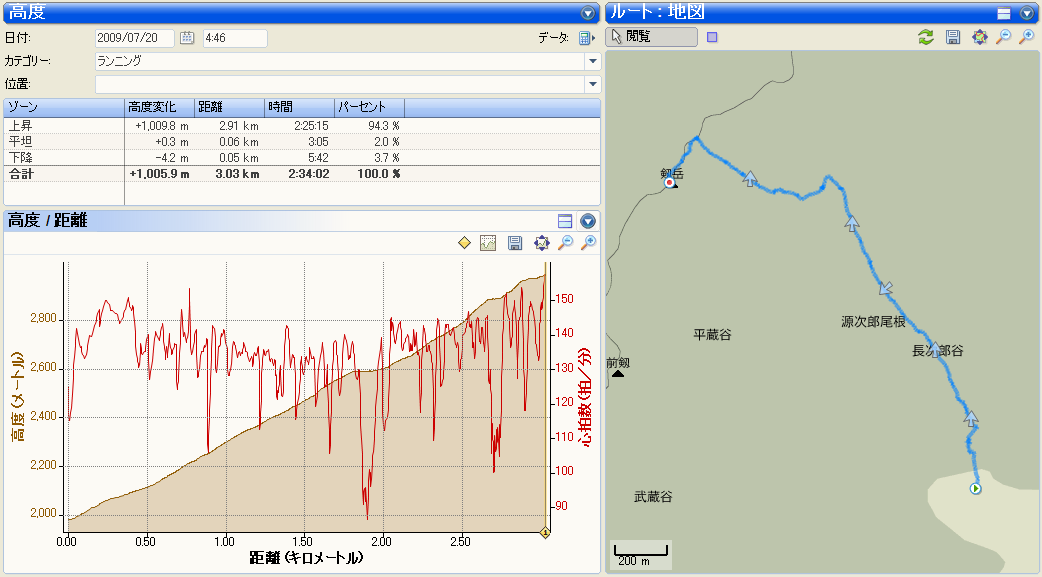 高度
日付: 2009/07/20 4:46 データ:
カテゴリー: ランニング
位置:
ゾーン 高度変化 距離 時間 パーセント
上昇 +1,009.8 m 2.91 km 2:25:15 94.3 %
平坦 +0.3 m 0.06 km 3:05 2.0 %
下降 -4.2 m 0.05 km 5:42 3.7 %
合計 +1,005.9 m 3.03 km 2:34:02 100.0 %
高度 / 距離
2,800
2,600
2,400
2,200
2,000
高度 (メートル)
150
140
130
120
110
100
90
心拍数 (拍／分)
0.00 0.50 1.00 1.50 2.00 2.50
距離 (キロメートル)
ルート : 地図
閲覧
剱岳
源次郎尾根
平蔵谷
長次郎谷
前剱
武蔵谷
200 m